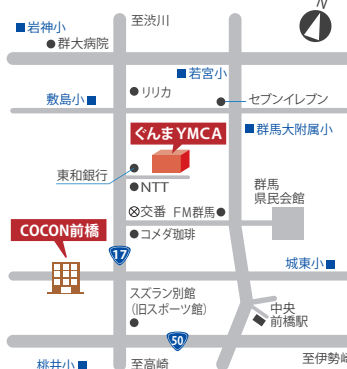 N
岩神小
至渋川
群大病院
若宮小
リリカ
敷島小
セブンイレブン
ぐんまYMCA
群馬大附属小
東和銀行
NTT
群馬
県民会館
交番
FM群馬
コメダ珈琲
COCON前橋
17
城東小
スズラン別館
(旧スポーツ館)
中央
前橋駅
50
桃井小
至高崎
至伊勢崎